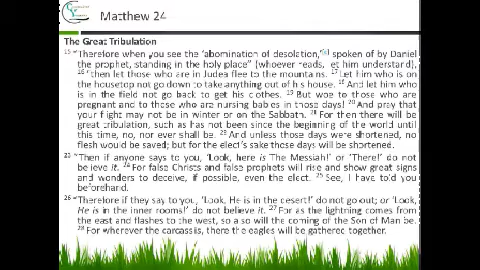 Matthew 24
The Great Tribulation
15 "Therefore when you see the 'abomination of desolation,'[c] spoken of by Daniel
the prophet, standing in the holy place" (whoever reads, let him understand),
16 "then let those who are in Judea flee to the mountains. 17 Let him who is on
the housetop not go down to take anything out of his house. 18 And let him who
is in the field not go back to get his clothes. 19 But woe to those who are
pregnant and to those who are nursing babies in those days! 20 And pray that
your flight may not be in winter or on the Sabbath. 21 For then there will be
great tribulation, such as has not been since the beginning of the world until
this time, no, nor ever shall be. 22 And unless those days were shortened, no
flesh would be saved; but for the elect's sake those days will be shortened.
23 "Then if anyone says to you, 'Look, here is The Messiah!' or 'There!' do not
believe it. 24 For false Christs and false prophets will rise and show great signs
and wonders to deceive, if possible, even the elect. 25 See, I have told you
beforehand.
26 "Therefore if they say to you, 'Look, He is in the desert!' do not go out; or 'Look,
He is in the inner rooms!' do not believe it. 27 For as the lightning comes from
the east and flashes to the west, so also will the coming of the Son of Man be.
28 For wherever the carcass is, there the eagles will be gathered together.